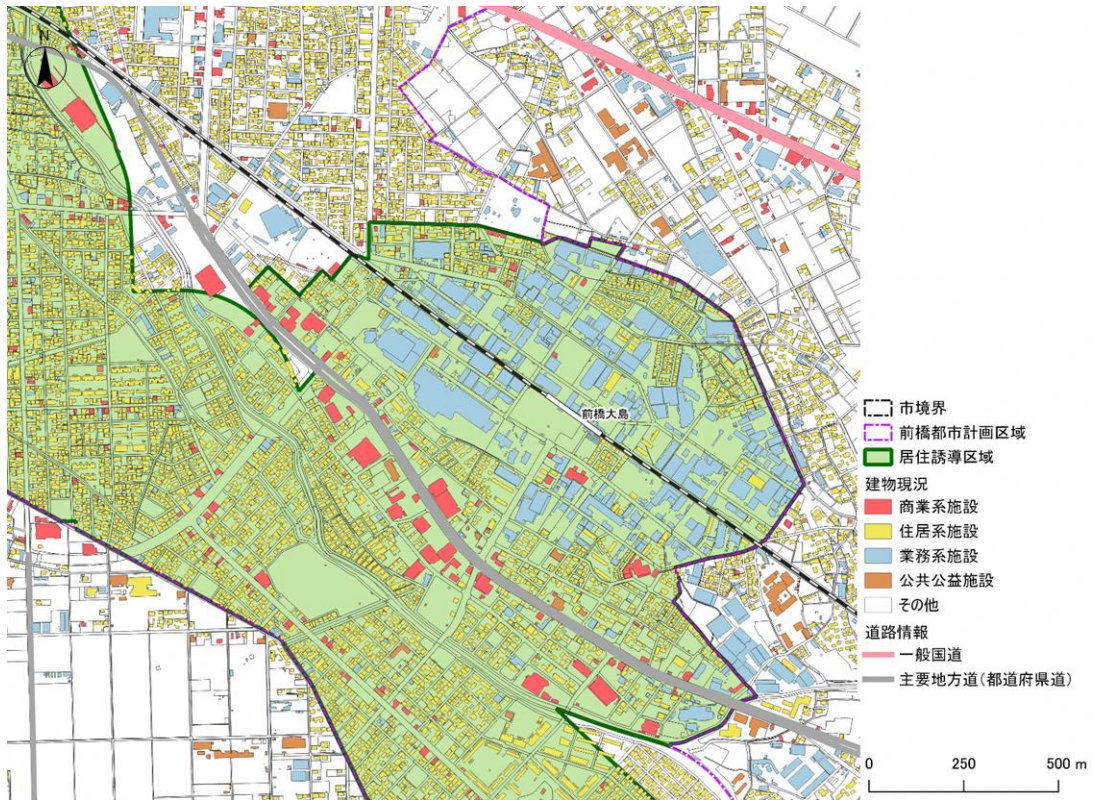 N
前橋大島
市境界
前橋都市計画区域
居住誘導区域
建物現況
商業系施設
住居系施設
業務系施設
公共公益施設
その他
道路情報
一般国道
主要地方道(都道府県道)
0 250 500 m